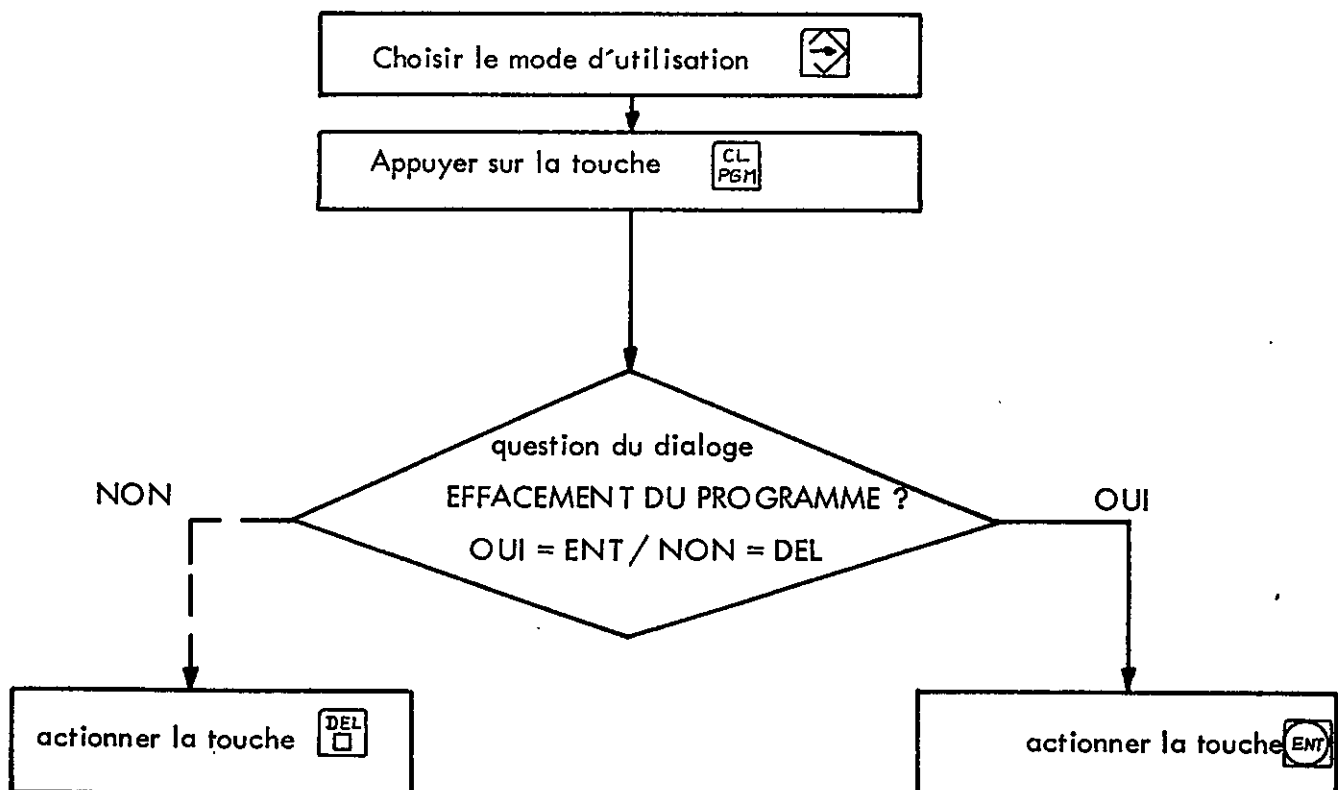 Choisir le mode d'utilisation
Appuyer sur la touche CL
PGM
question du dialoge
EFFACEMENT DU PROGRAMME ?
OUI = ENT / NON = DEL
NON
OUI
actionner la touche DEL
actionner la touche ENT